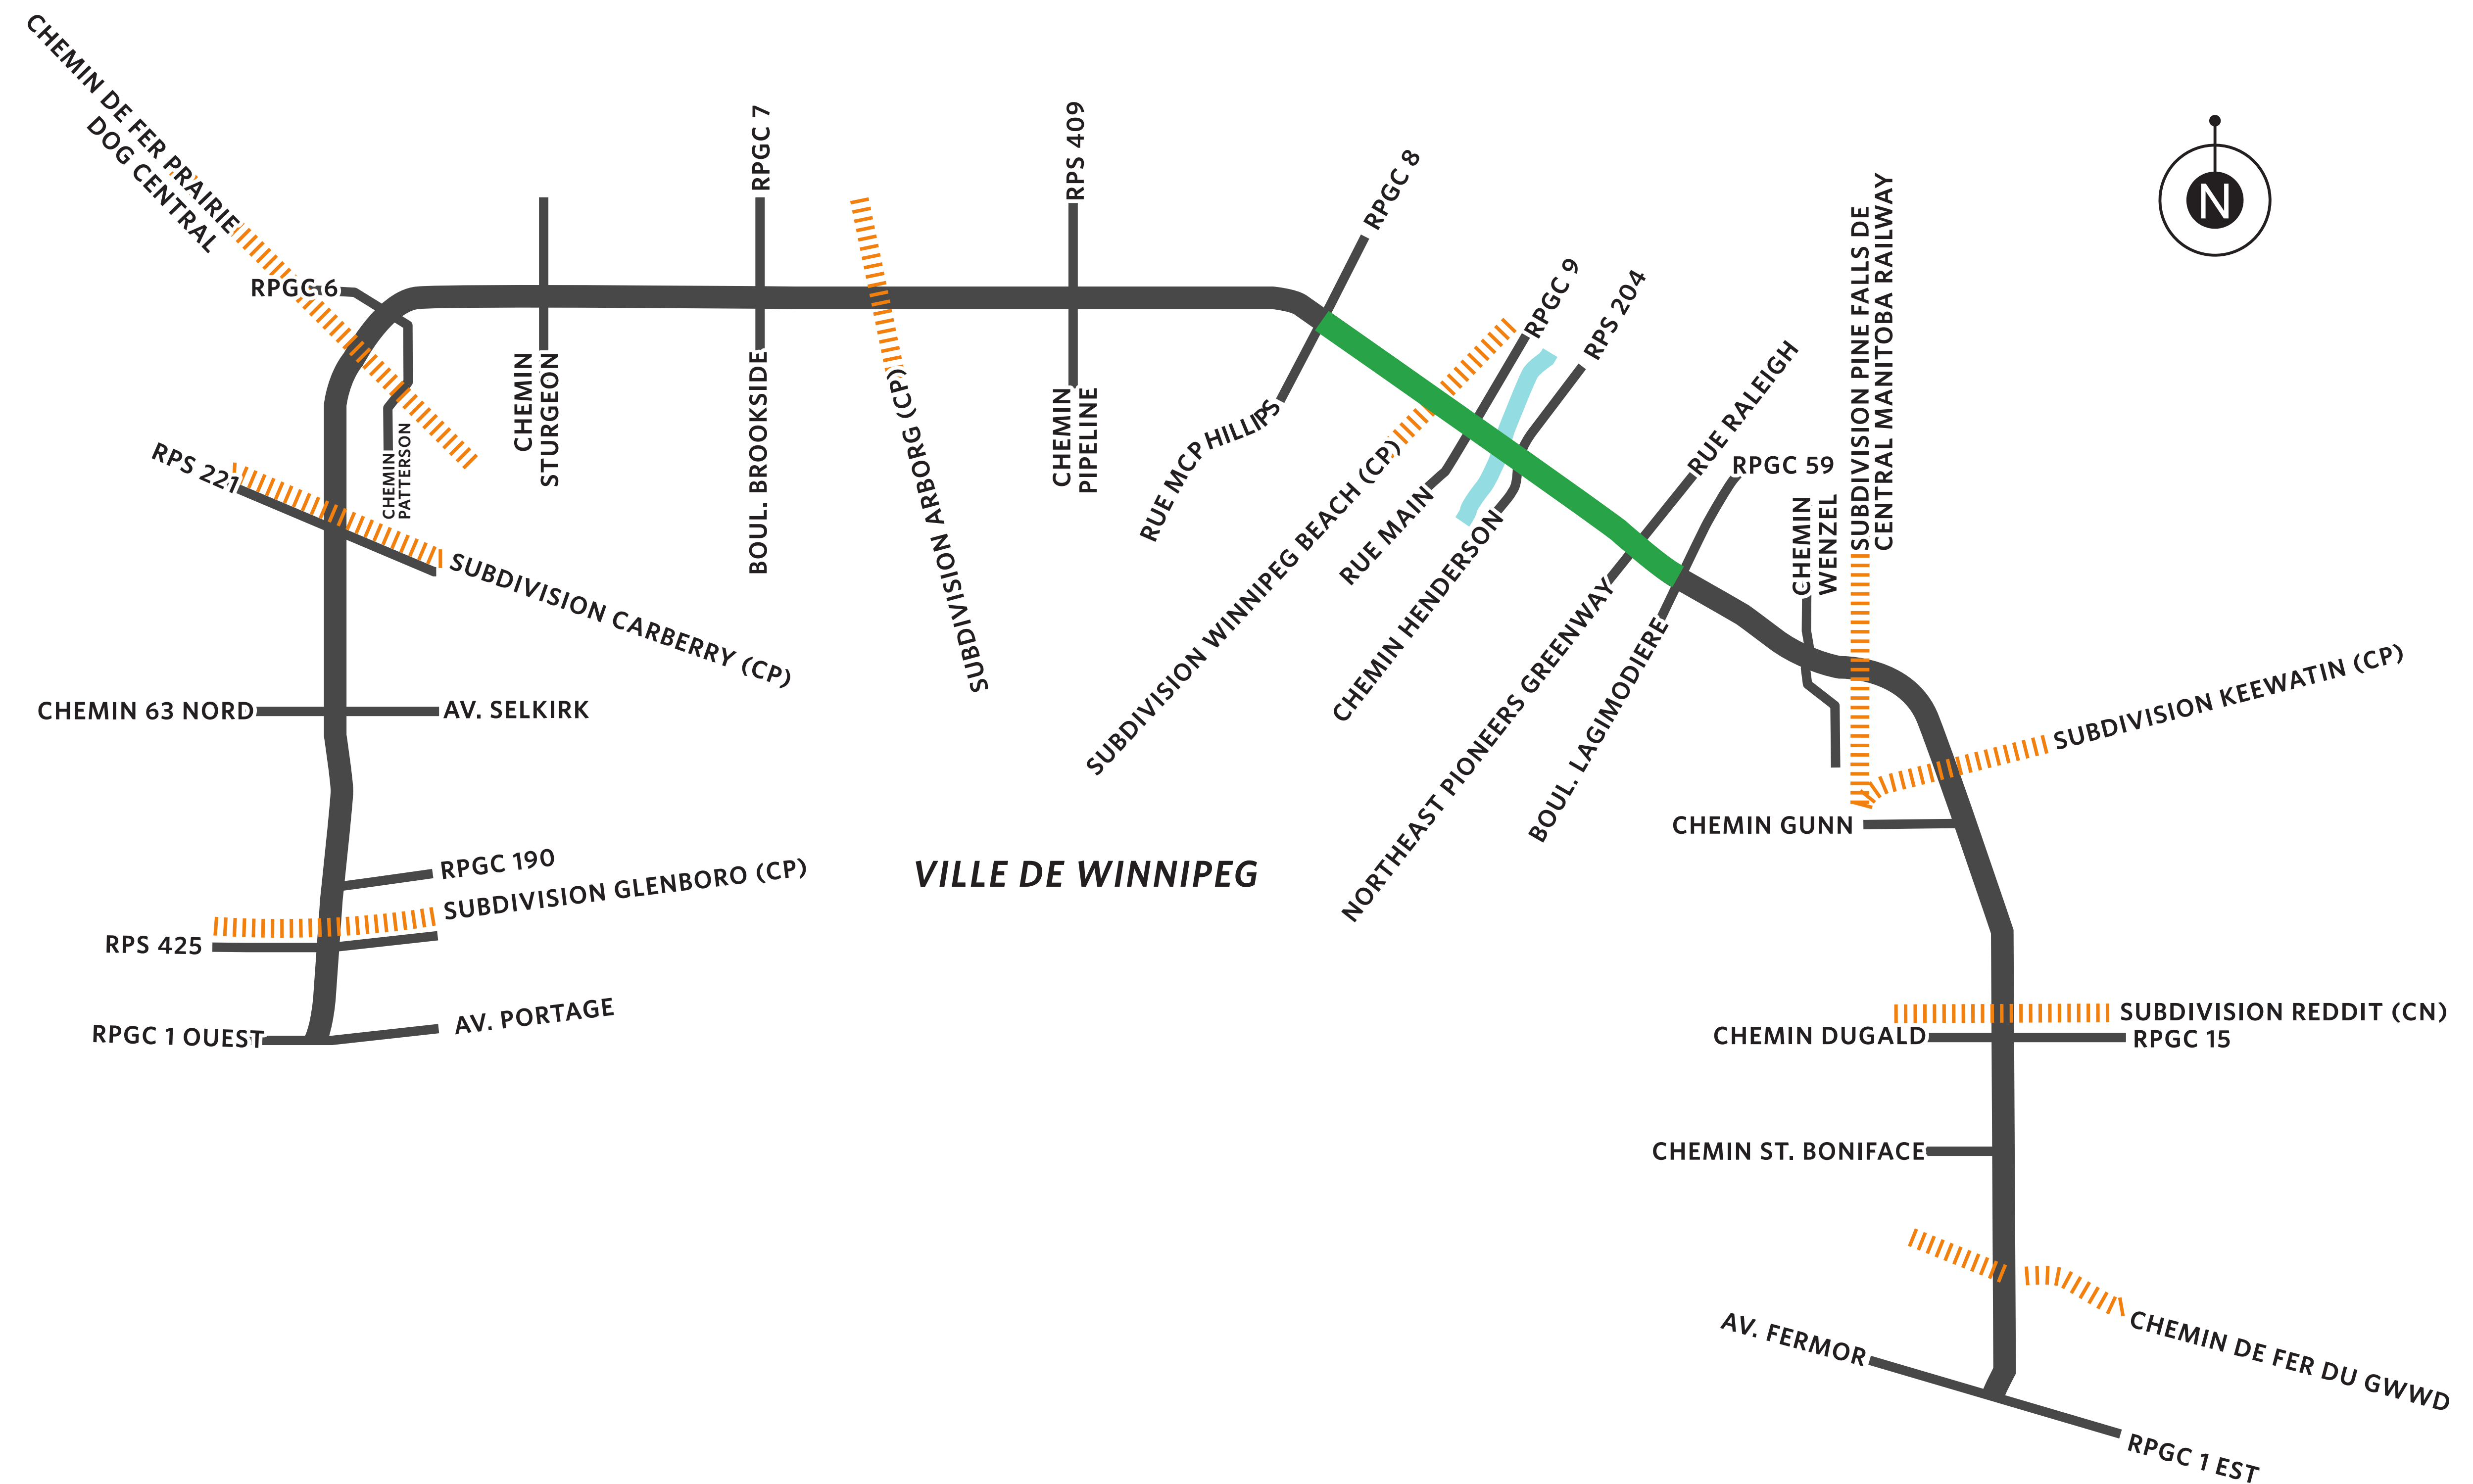 CHEMIN DE FER PRAIRIE
DOG CENTRAL
RPGC 6
CHEMIN
PATTERSON
RPS 221
SUBDIVISION CARBERRY (CP)
CHEMIN 63 NORD
AV. SELKIRK
RPGC 190
SUBDIVISION GLENBORO (CP)
RPS 425
RPGC 1 OUEST
AV. PORTAGE
CHEMIN
STURGEON
RPGC 7
BOUL. BROOKSIDE
SUBDIVISION ARBORG (CP)
RPS 409
CHEMIN
PIPELINE
RPGC 8
RUE MCP HILLIPS
SUBDIVISION WINNIPEG BEACH (CP)
RPGC 9
RUE MAIN
RPS 204
CHEMIN HENDERSON
RUE RALEIGH
NORTHEAST PIONEERS GREENWAY
RPGC 59
BOUL. LAGIMODIERE
CHEMIN
WENZEL
SUBDIVISION PINE FALLS DE
CENTRAL MANITOBA RAILWAY
N
SUBDIVISION KEEWATIN (CP)
CHEMIN GUNN
VILLE DE WINNIPEG
SUBDIVISION REDDIT (CN)
CHEMIN DUGALD
RPGC 15
CHEMIN ST. BONIFACE
CHEMIN DE FER DU GWWD
AV. FERMOR
RPGC 1 EST